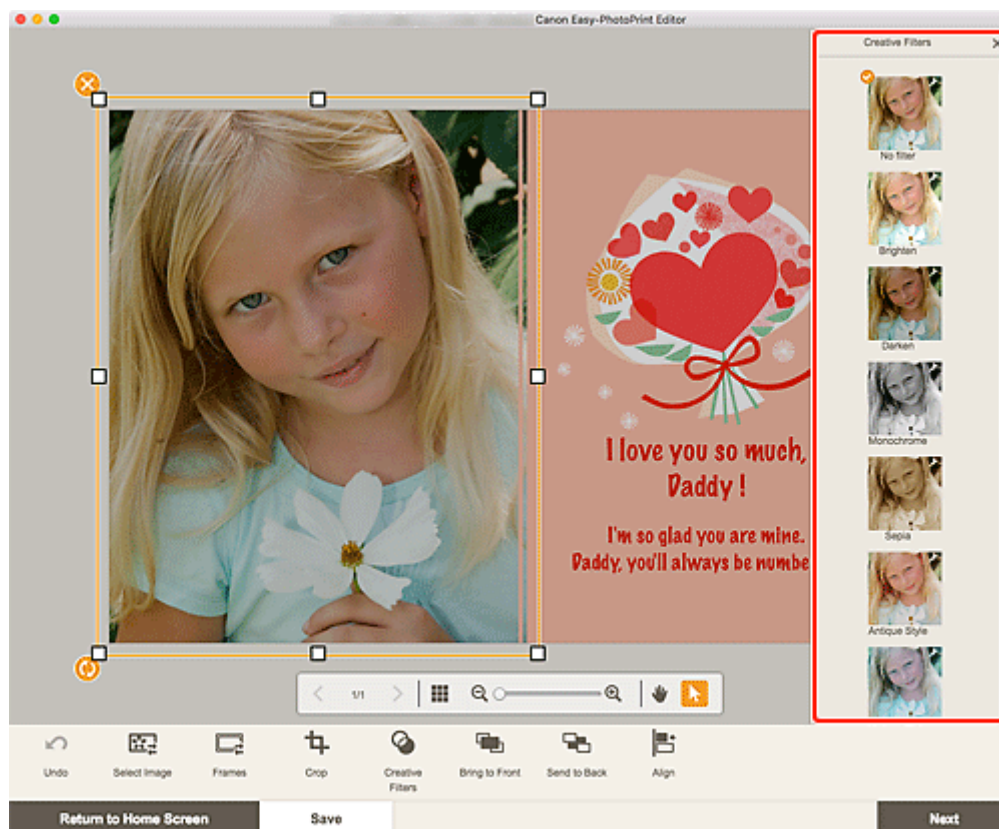 Canon Easy-PhotoPrint Editor
Creative Filters
No filter
Brighten
Darken
Monochrome
Sepia
Antique Style
I love you so much,
Daddy !
I'm so glad you are mine.
Daddy, you'll always be numbe
1/1
Undo
Select Image
Frames
Crop
Creative
Filters
Bring to Front
Send to Back
Align
Return to Home Screen
Save
Next